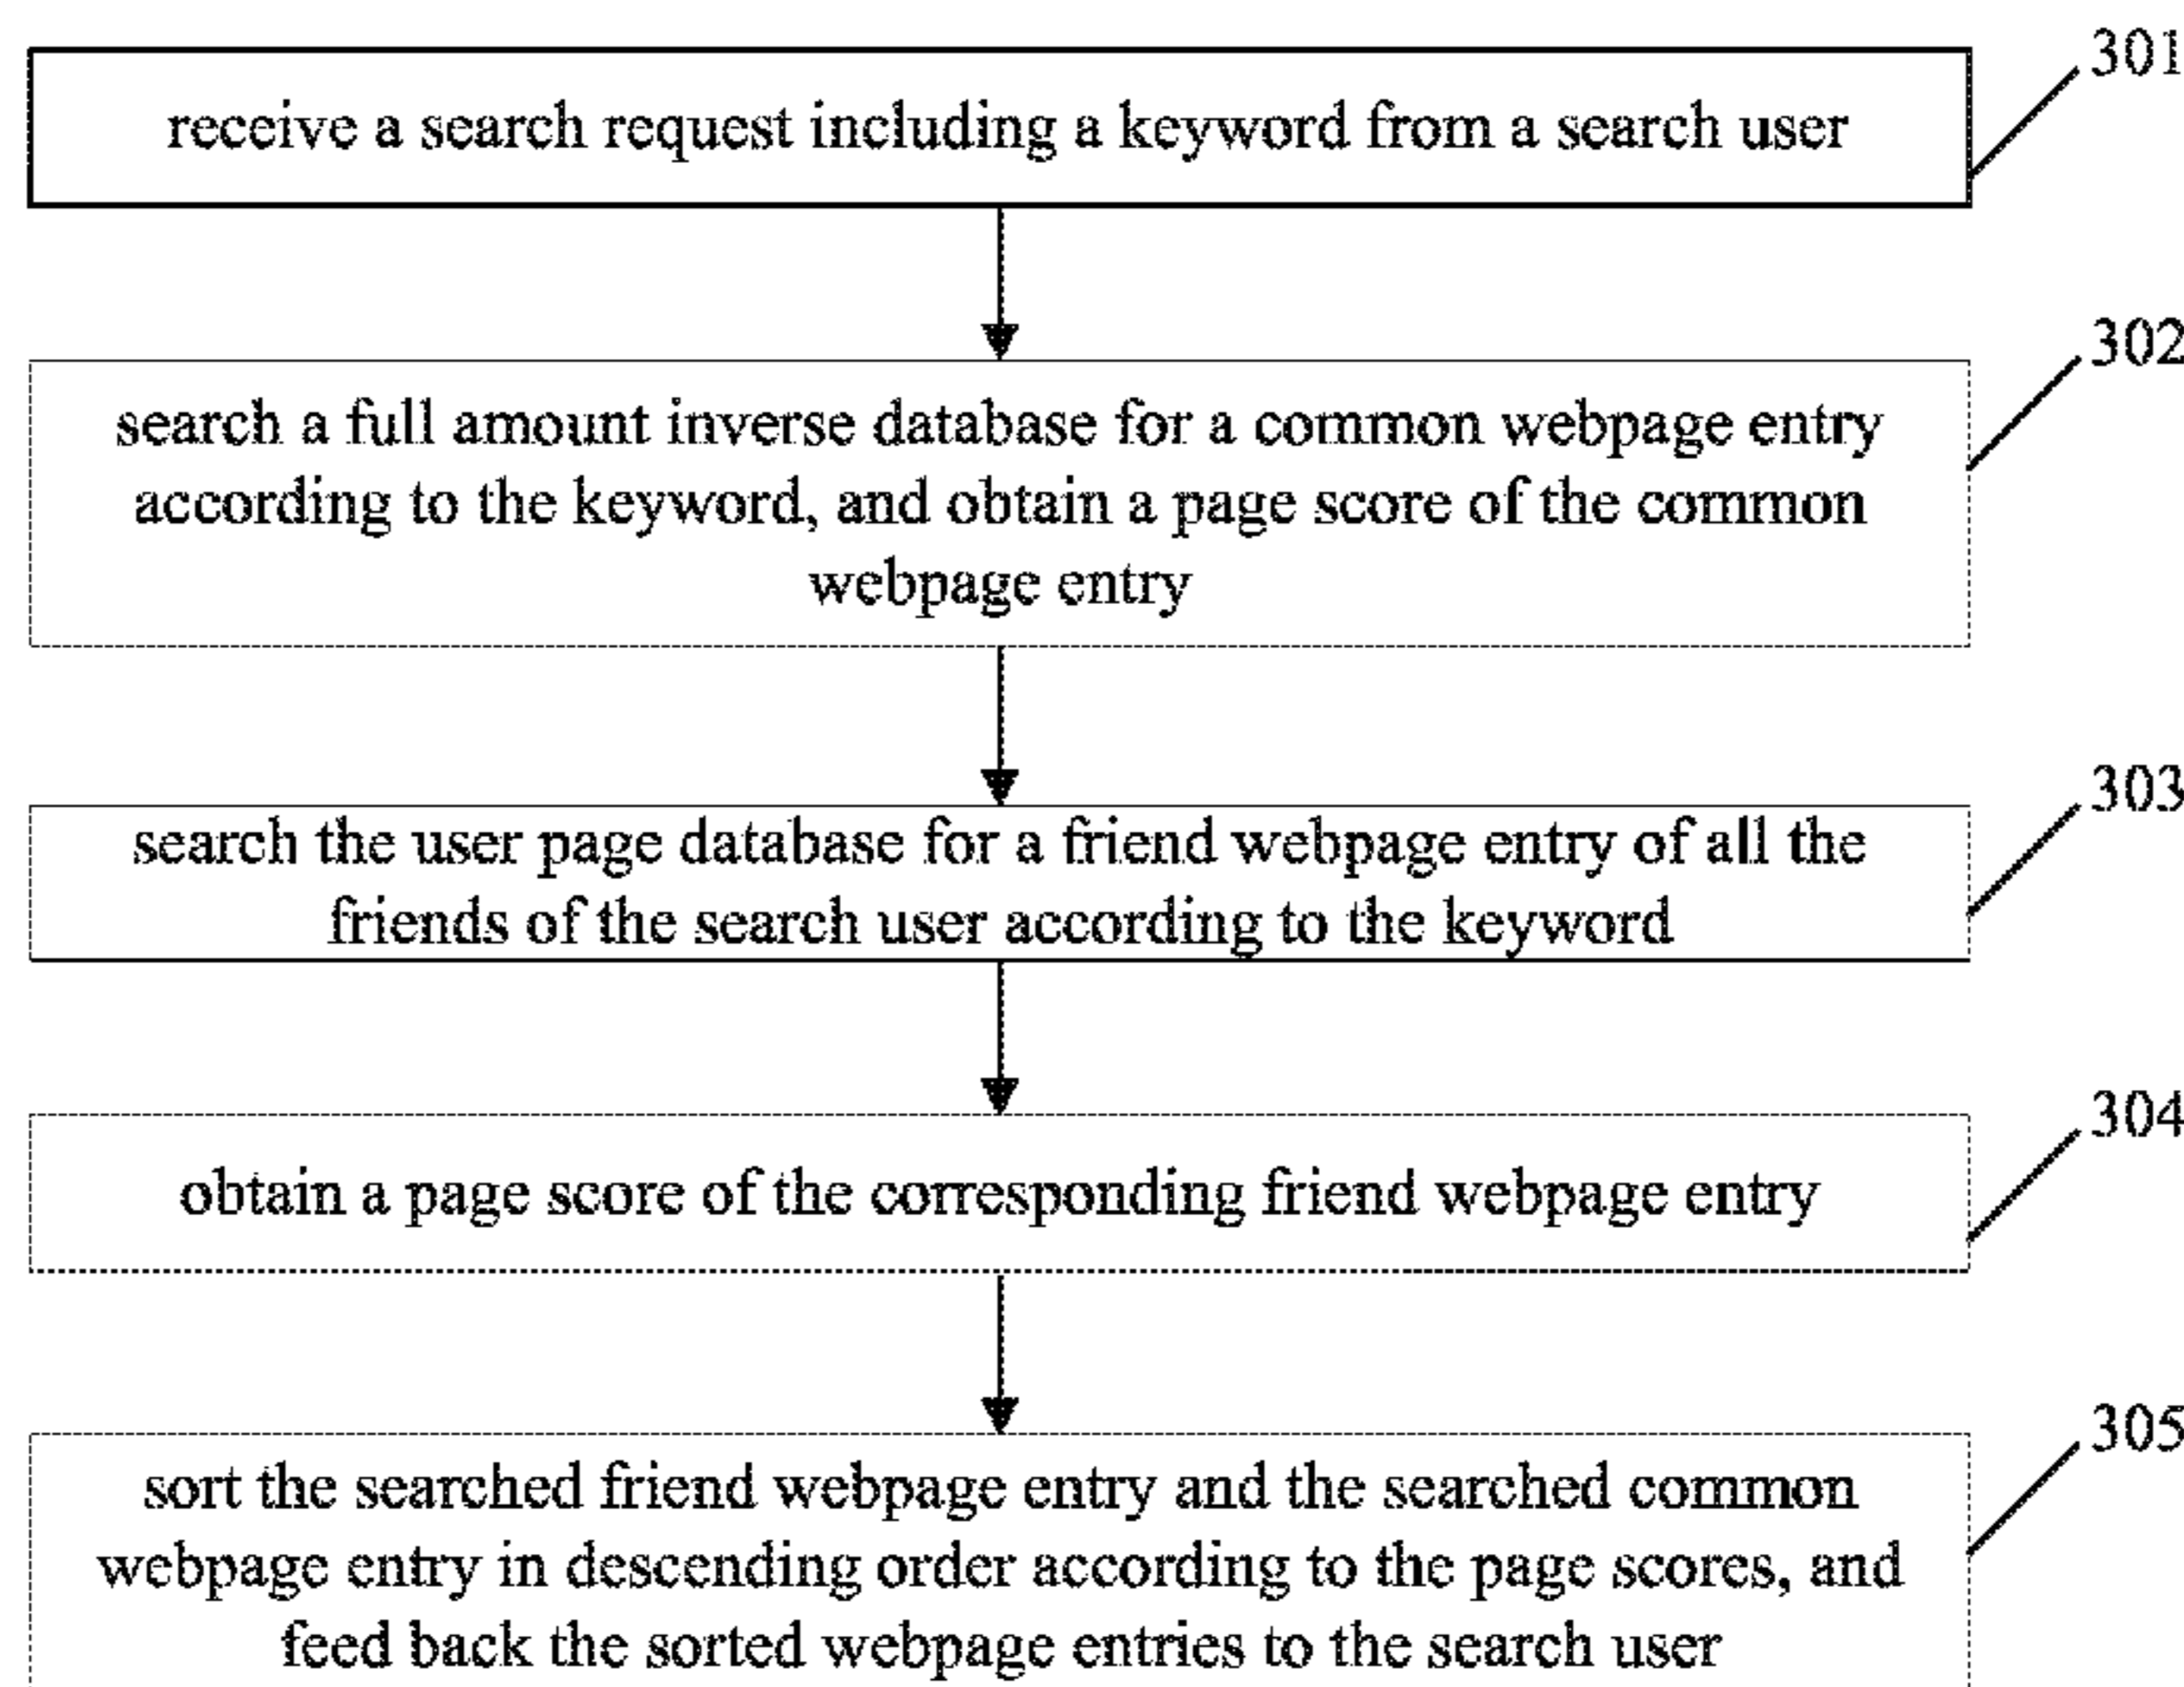 301
receive a search request including a keyword from a search user
302
search a full amount inverse database for a common webpage entry
according to the keyword, and obtain a page score of the common
webpage entry
303
search the user page database for a friend webpage entry of all the
friends of the search user according to the keyword
304
obtain a page score of the corresponding friend webpage entry
305
sort the searched friend webpage entry and the searched common
webpage entry in descending order according to the page scores, and
feed back the sorted webpage entries to the search user